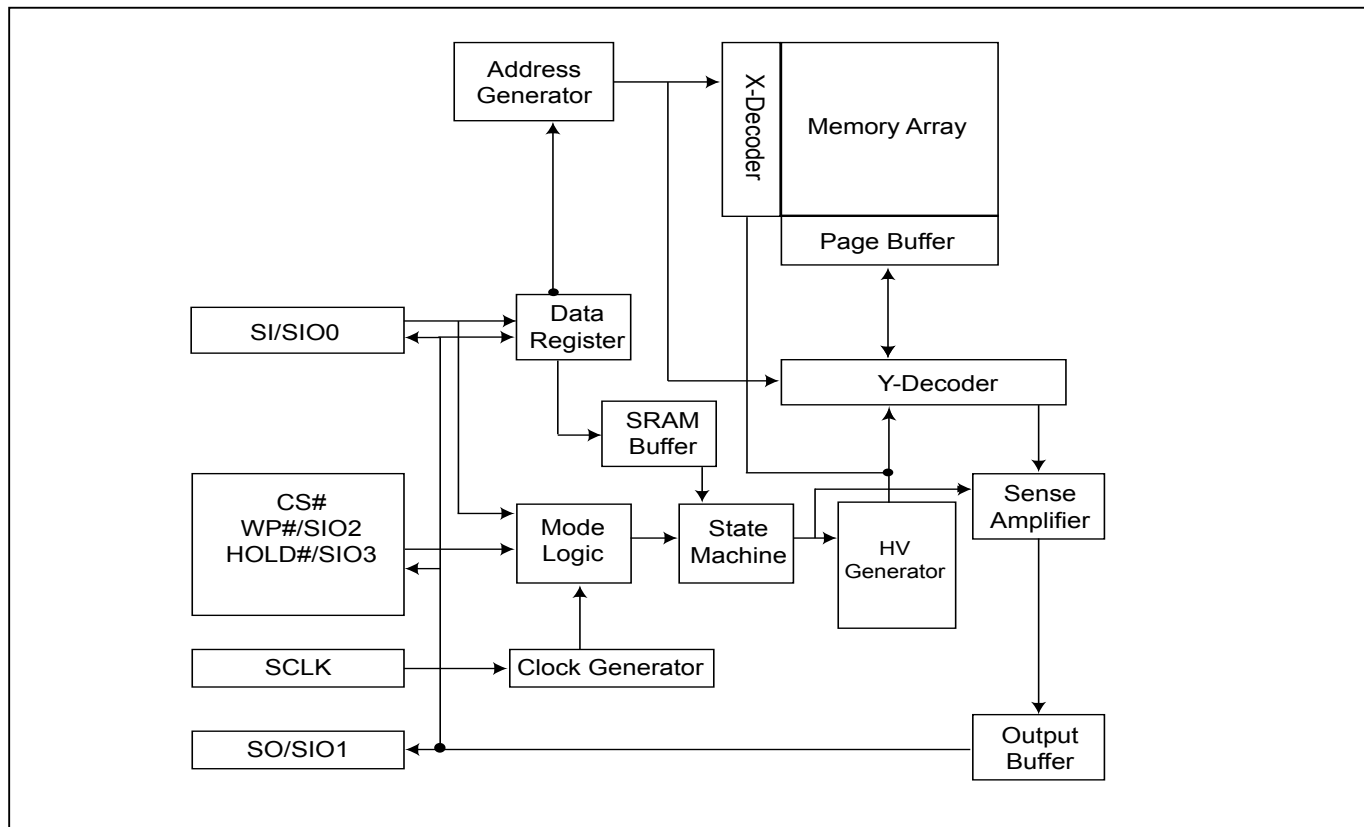 Address
Generator
X-Decoder
Memory Array
Page Buffer
SI/SIO0
Data
Register
Y-Decoder
SRAM
Buffer
CS#
WP#/SIO2
HOLD#/SIO3
Mode
Logic
State
Machine
HV
Generator
Sense
Amplifier
SCLK
Clock Generator
SO/SIO1
Output
Buffer